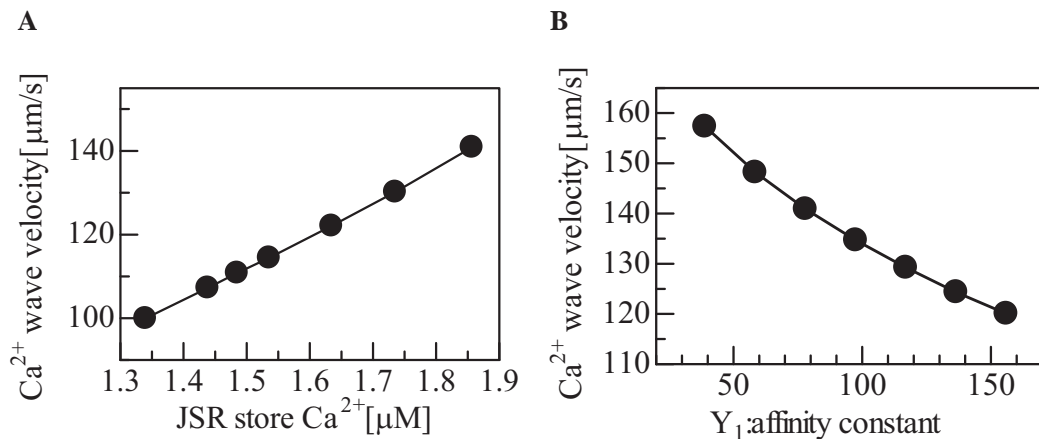 A
Ca2+ wave velocity[μm/s]
140
120
100
1.3 1.4 1.5 1.6 1.7 1.8 1.9
JSR store Ca2+[μM]
B
Ca2+ wave velocity[μm/s]
160
150
140
130
120
110
50 100 150
Y1:affinity constant